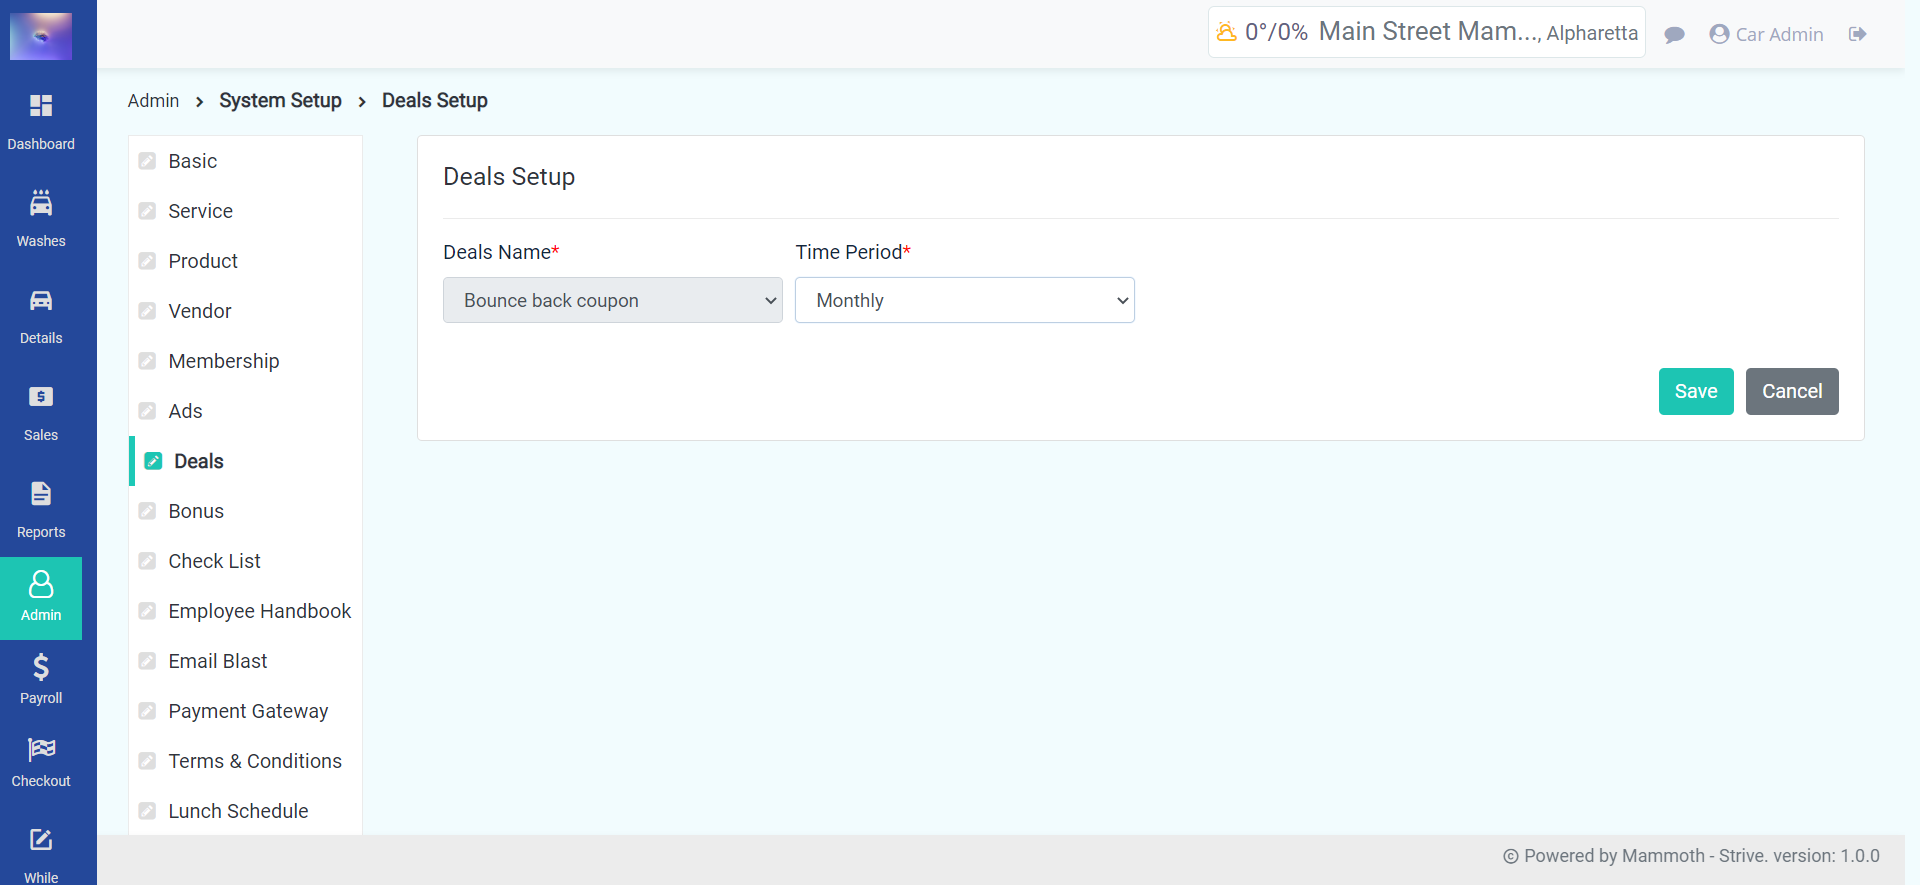 0°/0% Main Street Mam..., Alpharetta
Car Admin
Dashboard
Washes
Details
Sales
Reports
Admin
Payroll
Checkout
While
Admin > System Setup > Deals Setup
Basic
Service
Product
Vendor
Membership
Ads
Deals
Bonus
Check List
Employee Handbook
Email Blast
Payment Gateway
Terms & Conditions
Lunch Schedule
Deals Setup
Deals Name* Time Period*
Bounce back coupon Monthly
Save Cancel
© Powered by Mammoth - Strive. version: 1.0.0